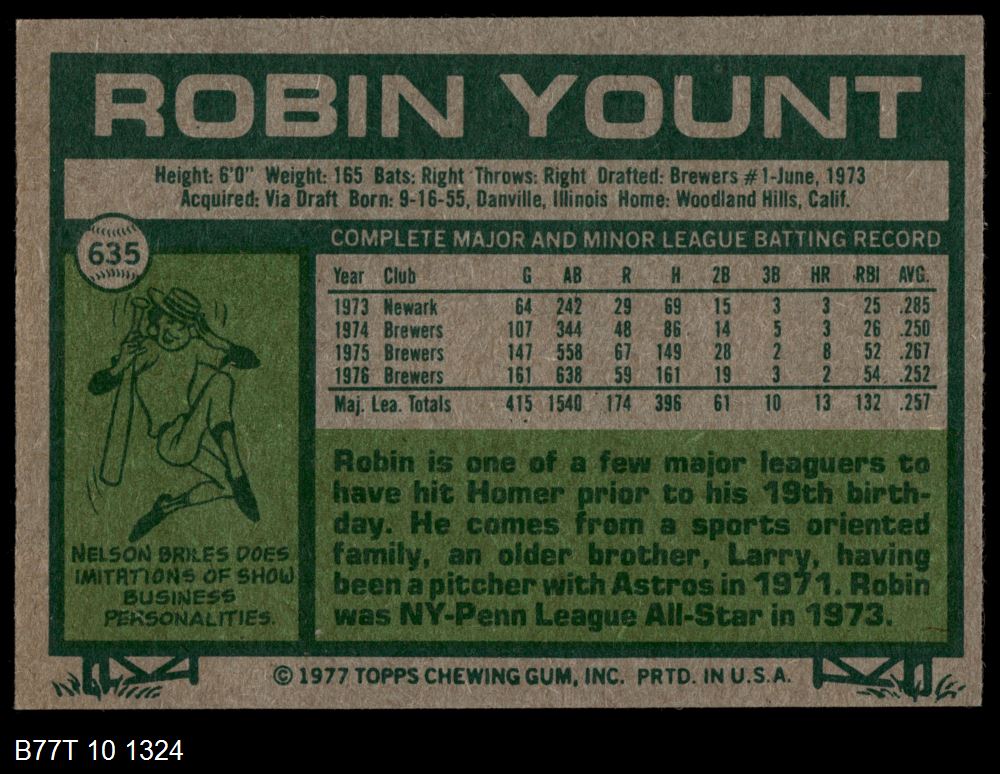 ROBIN YOUNT
Height: 6'0" Weight: 165 Bats: Right Throws: Right Drafted: Brewers #1-June, 1973
Acquired: Via Draft Born: 9-16-55, Danville, Illinois Home: Woodland Hills, Calif.
635
COMPLETE MAJOR AND MINOR LEAGUE BATTING RECORD
Year Club G AB R H 2B 3B HR RBI AVG.
1973 Newark 64 242 29 69 15 3 3 25 .285
1974 Brewers 107 344 48 86 14 5 3 26 .250
1975 Brewers 147 558 67 149 28 2 8 52 .267
1976 Brewers 161 638 59 161 19 3 2 54 .252
Maj. Lea. Totals 415 1540 174 396 61 10 13 132 .257
NELSON BRILES DOES
IMITATIONS OF SHOW
BUSINESS
PERSONALITIES.
Robin is one of a few major leaguers to
have hit Homer prior to his 19th birth-
day. He comes from a sports oriented
family, an older brother, Larry, having
been a pitcher with Astros in 1971. Robin
was NY-Penn League All-Star in 1973.
© 1977 TOPPS CHEWING GUM, INC. PRTD. IN U.S.A.
B77T 10 1324